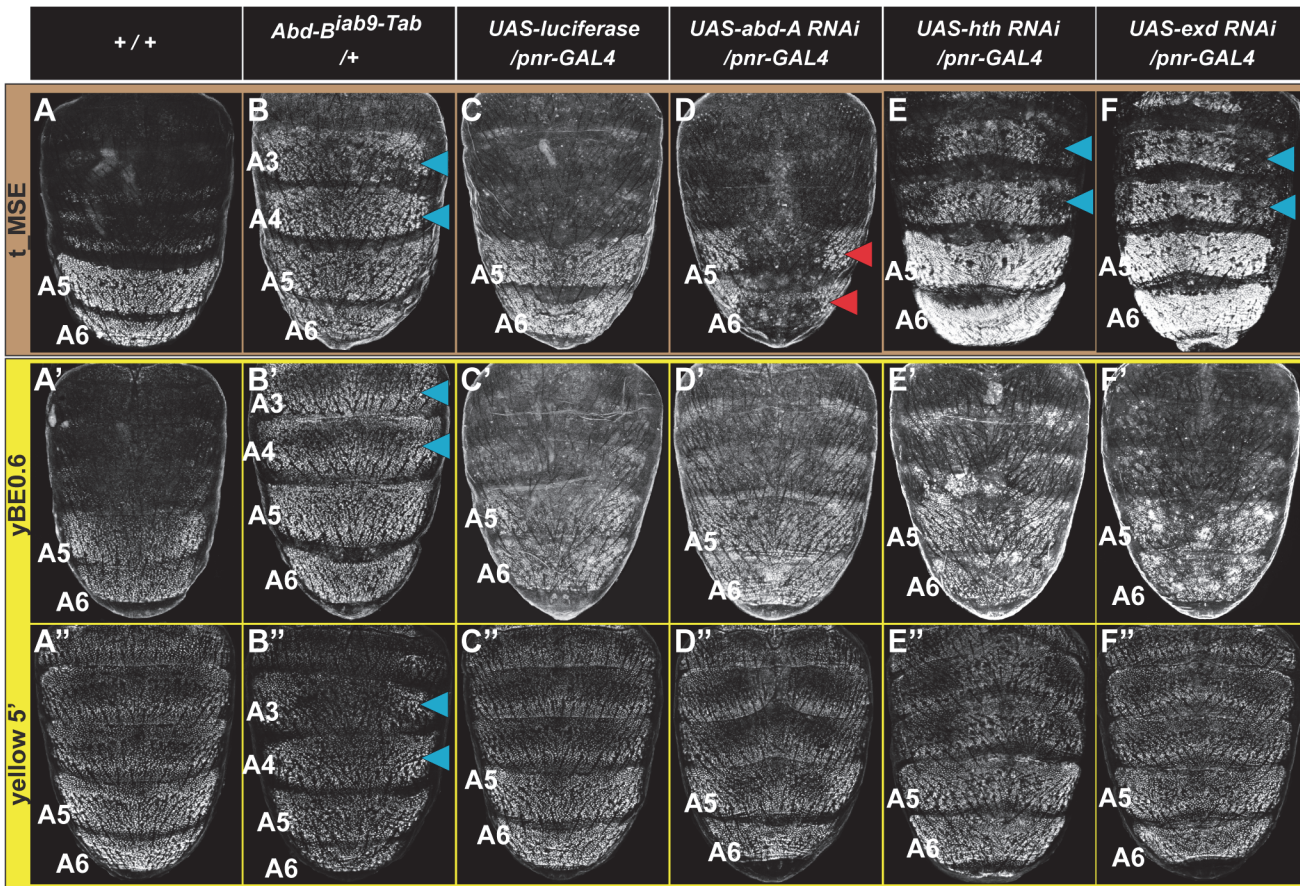 + / +
Abd-B^iab9-Tab
/+
UAS-luciferase
/pnr-GAL4
UAS-abd-A RNAi
/pnr-GAL4
UAS-hth RNAi
/pnr-GAL4
UAS-exd RNAi
/pnr-GAL4
t_MSE
A
A5
A6
B
A3
A4
A5
A6
C
A5
A6
D
A5
A6
E
A5
A6
F
A5
A6
yBE0.6
A'
A5
A6
B'
A3
A4
A5
A6
C'
A5
A6
D'
A5
A6
E'
A5
A6
F'
A5
A6
yellow 5'
A''
A5
A6
B''
A3
A4
A5
A6
C''
A5
A6
D''
A5
A6
E''
A5
A6
F''
A5
A6